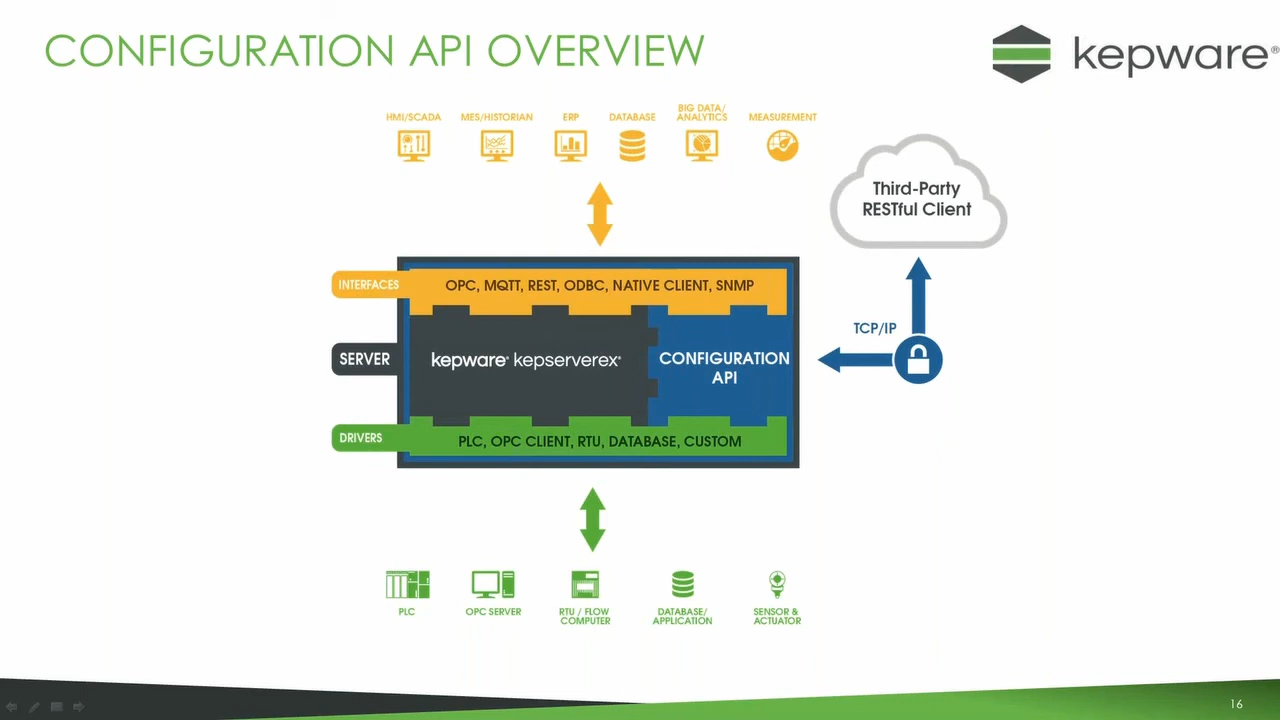 CONFIGURATION API OVERVIEW
kepware®
HMI/SCADA
MES/HISTORIAN
ERP
DATABASE
BIG DATA/
ANALYTICS
MEASUREMENT
Third-Party
RESTful Client
INTERFACES
OPC, MQTT, REST, ODBC, NATIVE CLIENT, SNMP
TCP/IP
SERVER
kepware® kepserverex®
CONFIGURATION
API
DRIVERS
PLC, OPC CLIENT, RTU, DATABASE, CUSTOM
PLC
OPC SERVER
RTU / FLOW
COMPUTER
DATABASE/
APPLICATION
SENSOR &
ACTUATOR
16